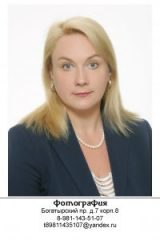 Фотография
Богатырский пр. д.7 корп.6
8-981-143-51-07
t89811435107@yandex.ru